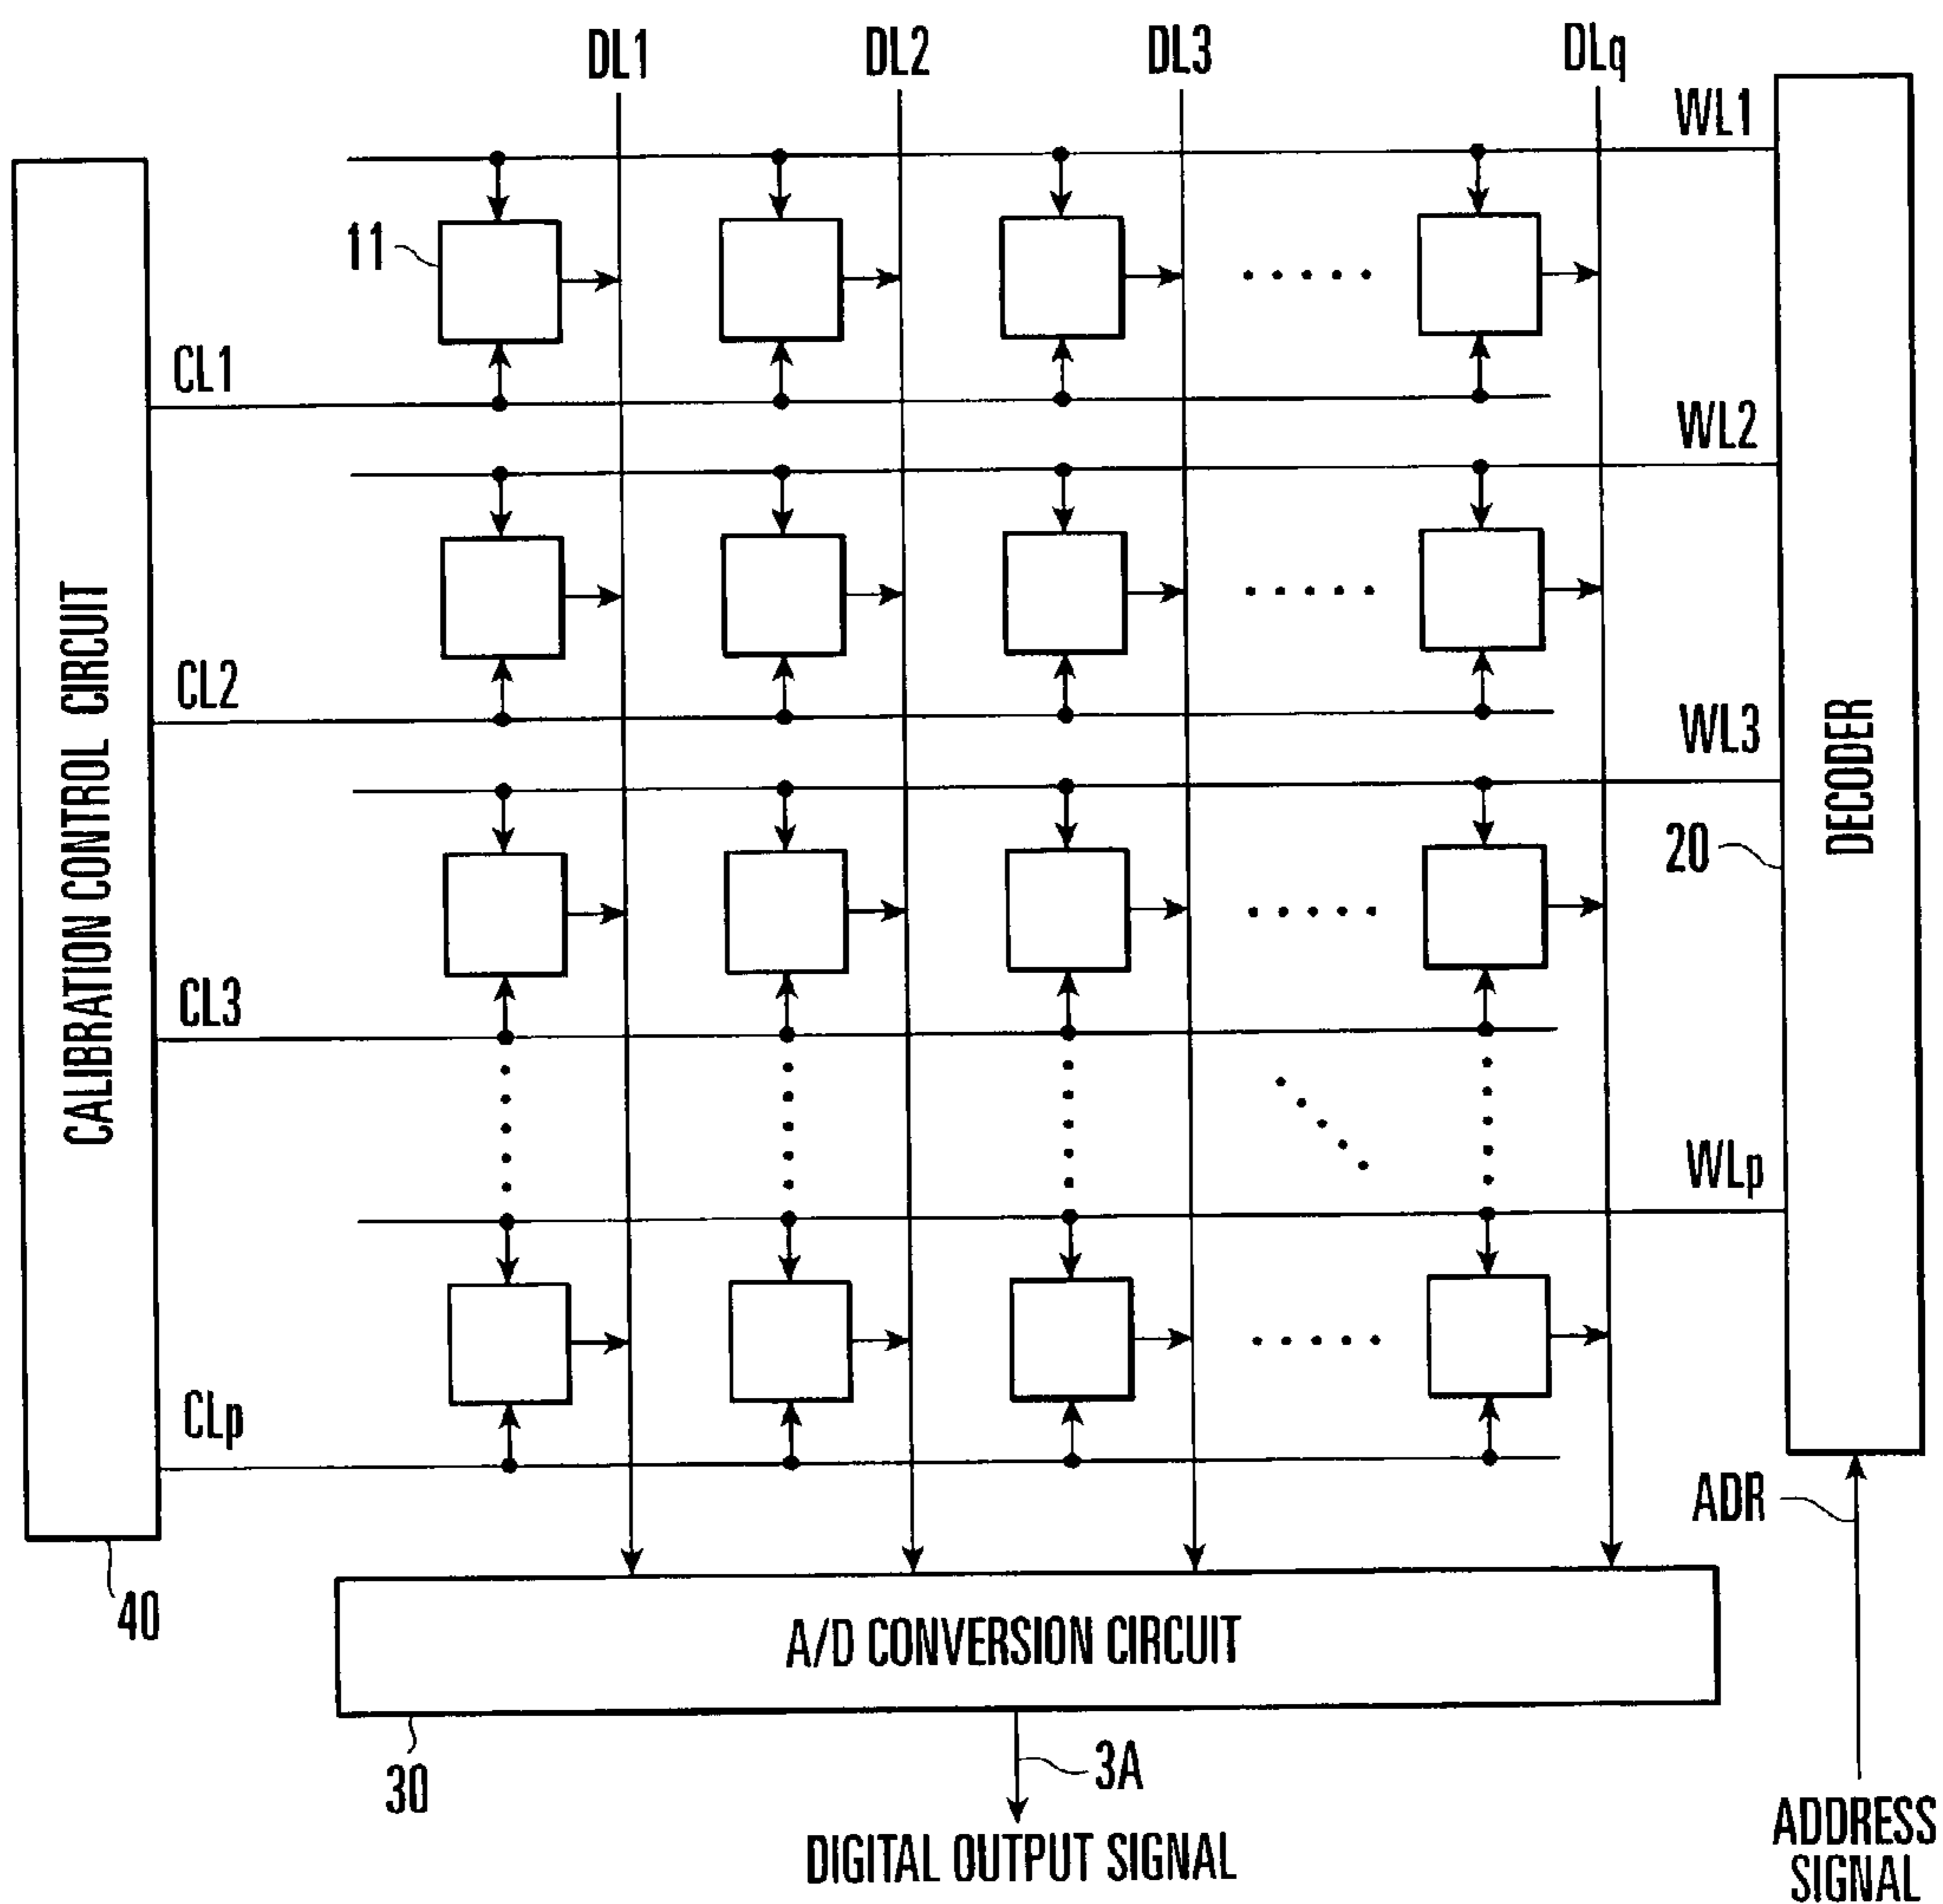 DL1
DL2
DL3
DLq
WL1
11
CL1
WL2
CL2
WL3
CALIBRATION CONTROL CIRCUIT
DECODER
20
CL3
WLp
CLp
ADR
40
A/D CONVERSION CIRCUIT
30
3A
DIGITAL OUTPUT SIGNAL
ADDRESS
SIGNAL